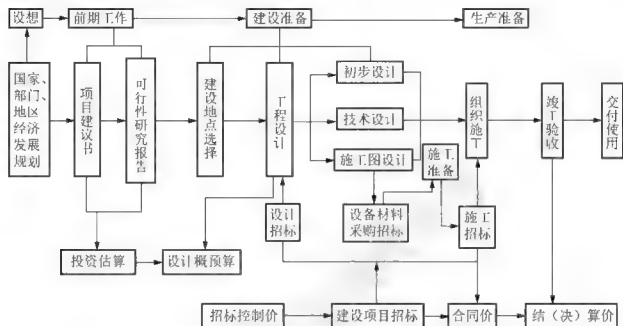 设想
前期工作
建设准备
生产准备
国家、
部门、
地区
经济
发展
规划
项目建议书
可行性研究报告
建设地点选择
工程设计
初步设计
技术设计
施工图设计
组织施工
竣工验收
交付使用
施工
准备
设计
招标
设备材料
采购招标
施工
招标
投资估算
设计概预算
招标控制价
建设项目招标
合同价
结（决）算价